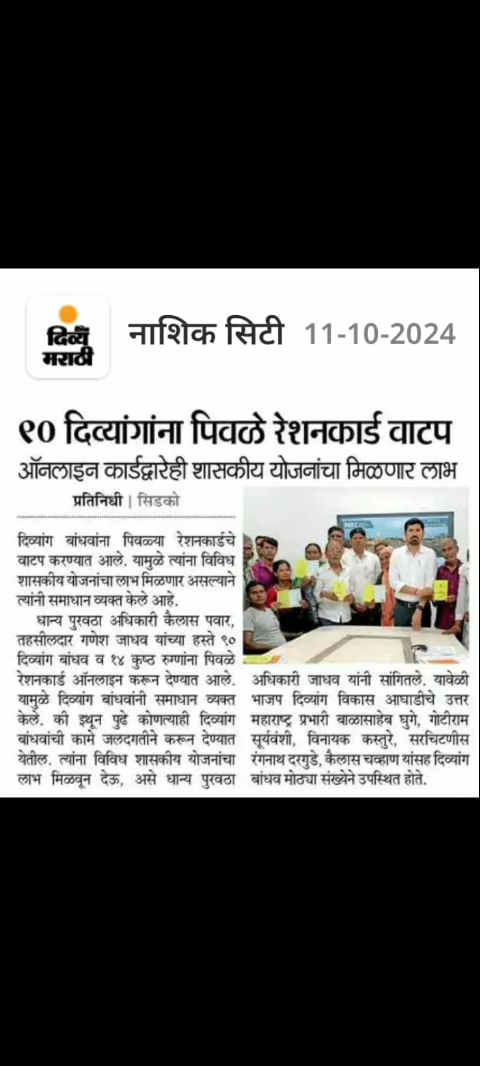 दिव्य
मराठी
नाशिक सिटी 11-10-2024
९० दिव्यांगांना पिवळे रेशनकार्ड वाटप
ऑनलाइन कार्डद्वारेही शासकीय योजनांचा मिळणार लाभ
प्रतिनिधी | सिडको
दिव्यांग बांधवांना पिवळ्या रेशनकार्डचे
वाटप करण्यात आले. यामुळे त्यांना विविध
शासकीय योजनांचा लाभ मिळणार असल्याने
त्यांनी समाधान व्यक्त केले आहे.
धान्य पुरवठा अधिकारी कैलास पवार,
तहसीलदार गणेश जाधव यांच्या हस्ते ९०
दिव्यांग बांधव व १४ कुष्ठ रुग्णांना पिवळे
रेशनकार्ड ऑनलाइन करून देण्यात आले.
यामुळे दिव्यांग बांधवांनी समाधान व्यक्त
केले. की इथून पुढे कोणत्याही दिव्यांग
बांधवांची कामे जलदगतीने करून देण्यात
येतील. त्यांना विविध शासकीय योजनांचा
लाभ मिळवून देऊ, असे धान्य पुरवठा
अधिकारी जाधव यांनी सांगितले. यावेळी
भाजप दिव्यांग विकास आघाडीचे उत्तर
महाराष्ट्र प्रभारी बाळासाहेब घुगे, गोटीराम
सूर्यवंशी, विनायक कस्तुरे, सरचिटणीस
रंगनाथ दरगुडे, कैलास चव्हाण यांसह दिव्यांग
बांधव मोठ्या संख्येने उपस्थित होते.